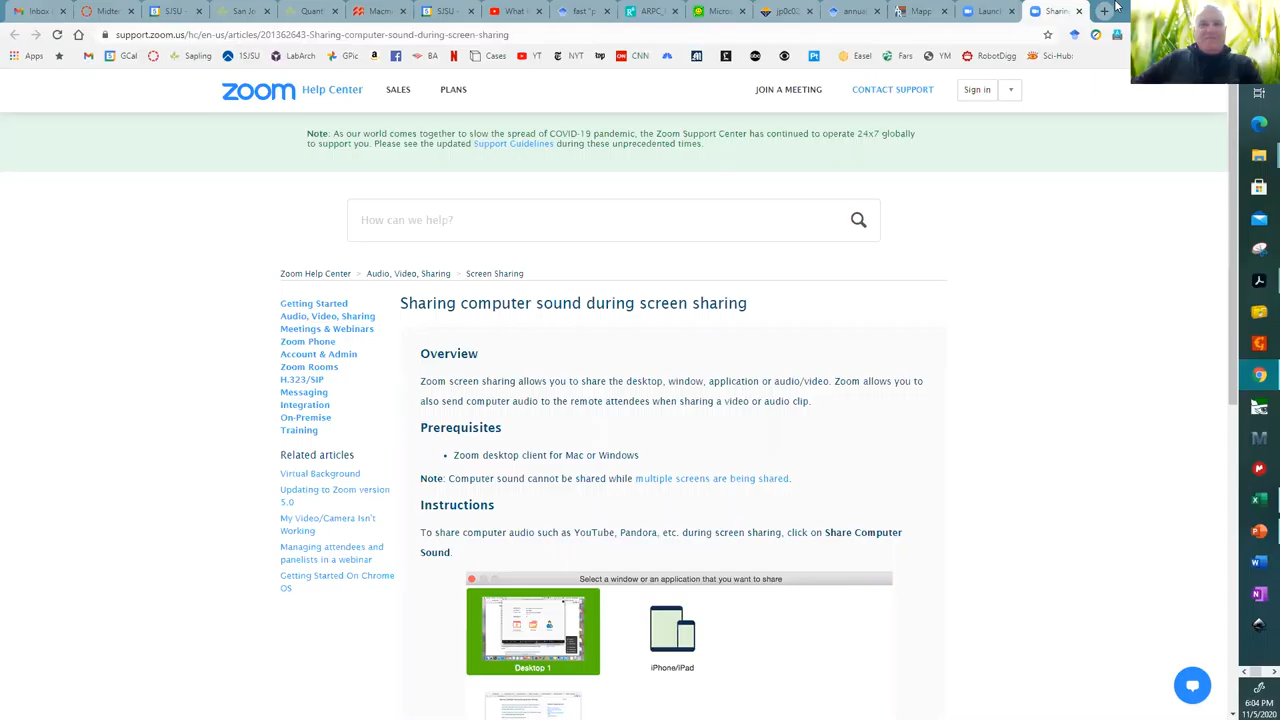 SJSU
Microso
SJSU
fast
ARPC_
Micros
jp0c02
Macm
Mapp
support.zoom.us/hc/en-us/articles/201362643-Sharing-computer-sound-during-screen-sharing
Apps
M
GCal
Oritatami
1SJSU
LabArch
GPic
BA
N
Cases
YT
NYT
CNN
K
Pt
Easel
Fars
YM
RobotDigg
Sci-Hub
zoom Help Center
SALES
PLANS
JOIN A MEETING
CONTACT SUPPORT
Sign in
Note: As our world comes together to slow the spread of COVID-19 pandemic, the Zoom Support Center has continued to operate 24x7 globally
to support you. Please see the updated Support Guidelines during these unprecedented times.
How can we help?
Zoom Help Center > Audio, Video, Sharing > Screen Sharing
Getting Started
Audio, Video, Sharing
Meetings & Webinars
Zoom Phone
Account & Admin
Zoom Rooms
H.323/SIP
Messaging
Integration
On-Premise
Training
Related articles
Virtual Background
Updating to Zoom version
5.0
My Video/Camera Isn't
Working
Managing attendees and
panelists in a webinar
Getting Started On Chrome
OS
Sharing computer sound during screen sharing
Overview
Zoom screen sharing allows you to share the desktop, window, application or audio/video. Zoom allows you to
also send computer audio to the remote attendees when sharing a video or audio clip.
Prerequisites
• Zoom desktop client for Mac or Windows
Note: Computer sound cannot be shared while multiple screens are being shared.
Instructions
To share computer audio such as YouTube, Pandora, etc. during screen sharing, click on Share Computer
Sound.
Select a window or an application that you want to share
Desktop 1
iPhone/iPad
6:04 PM
11/5/2020